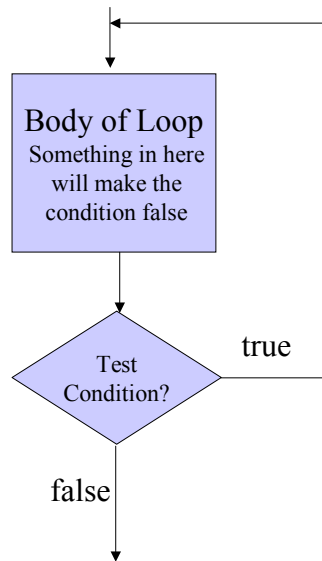 Body of Loop
Something in here
will make the
condition false
Test
Condition?
true
false